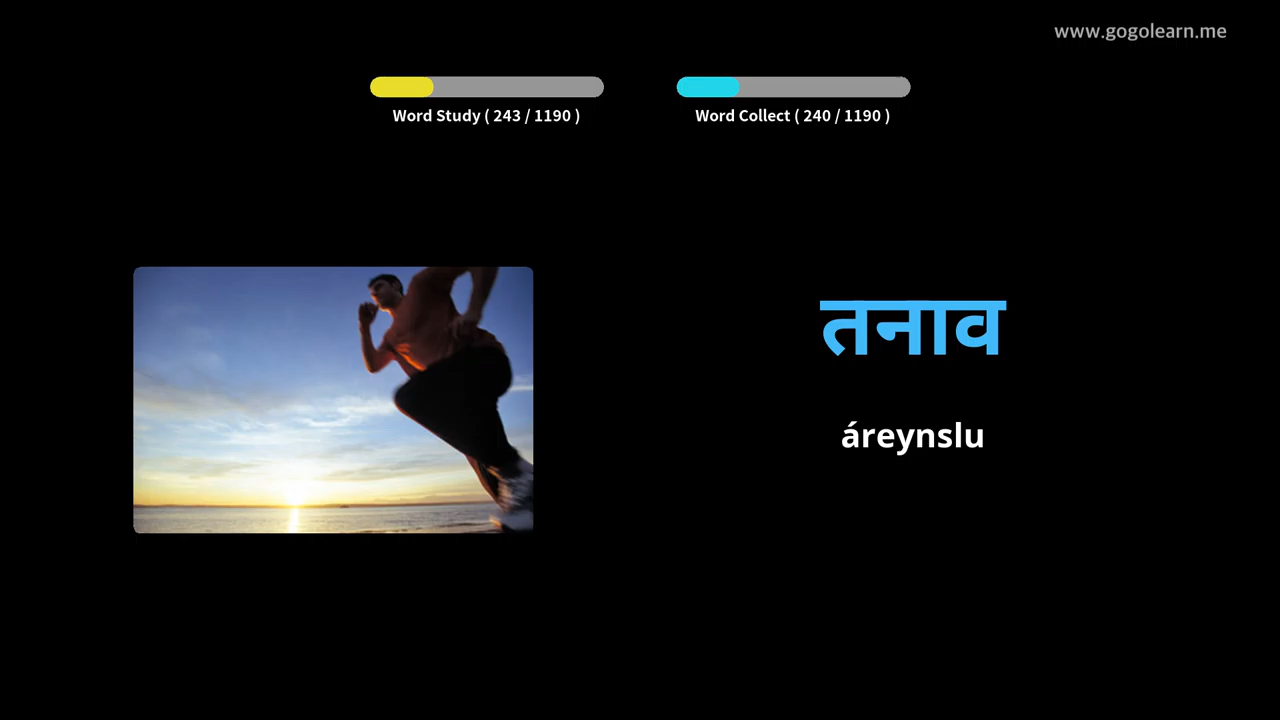 www.gogolearn.me
Word Study ( 243 / 1190 )
Word Collect ( 240 / 1190 )
तनाव
áreynslu